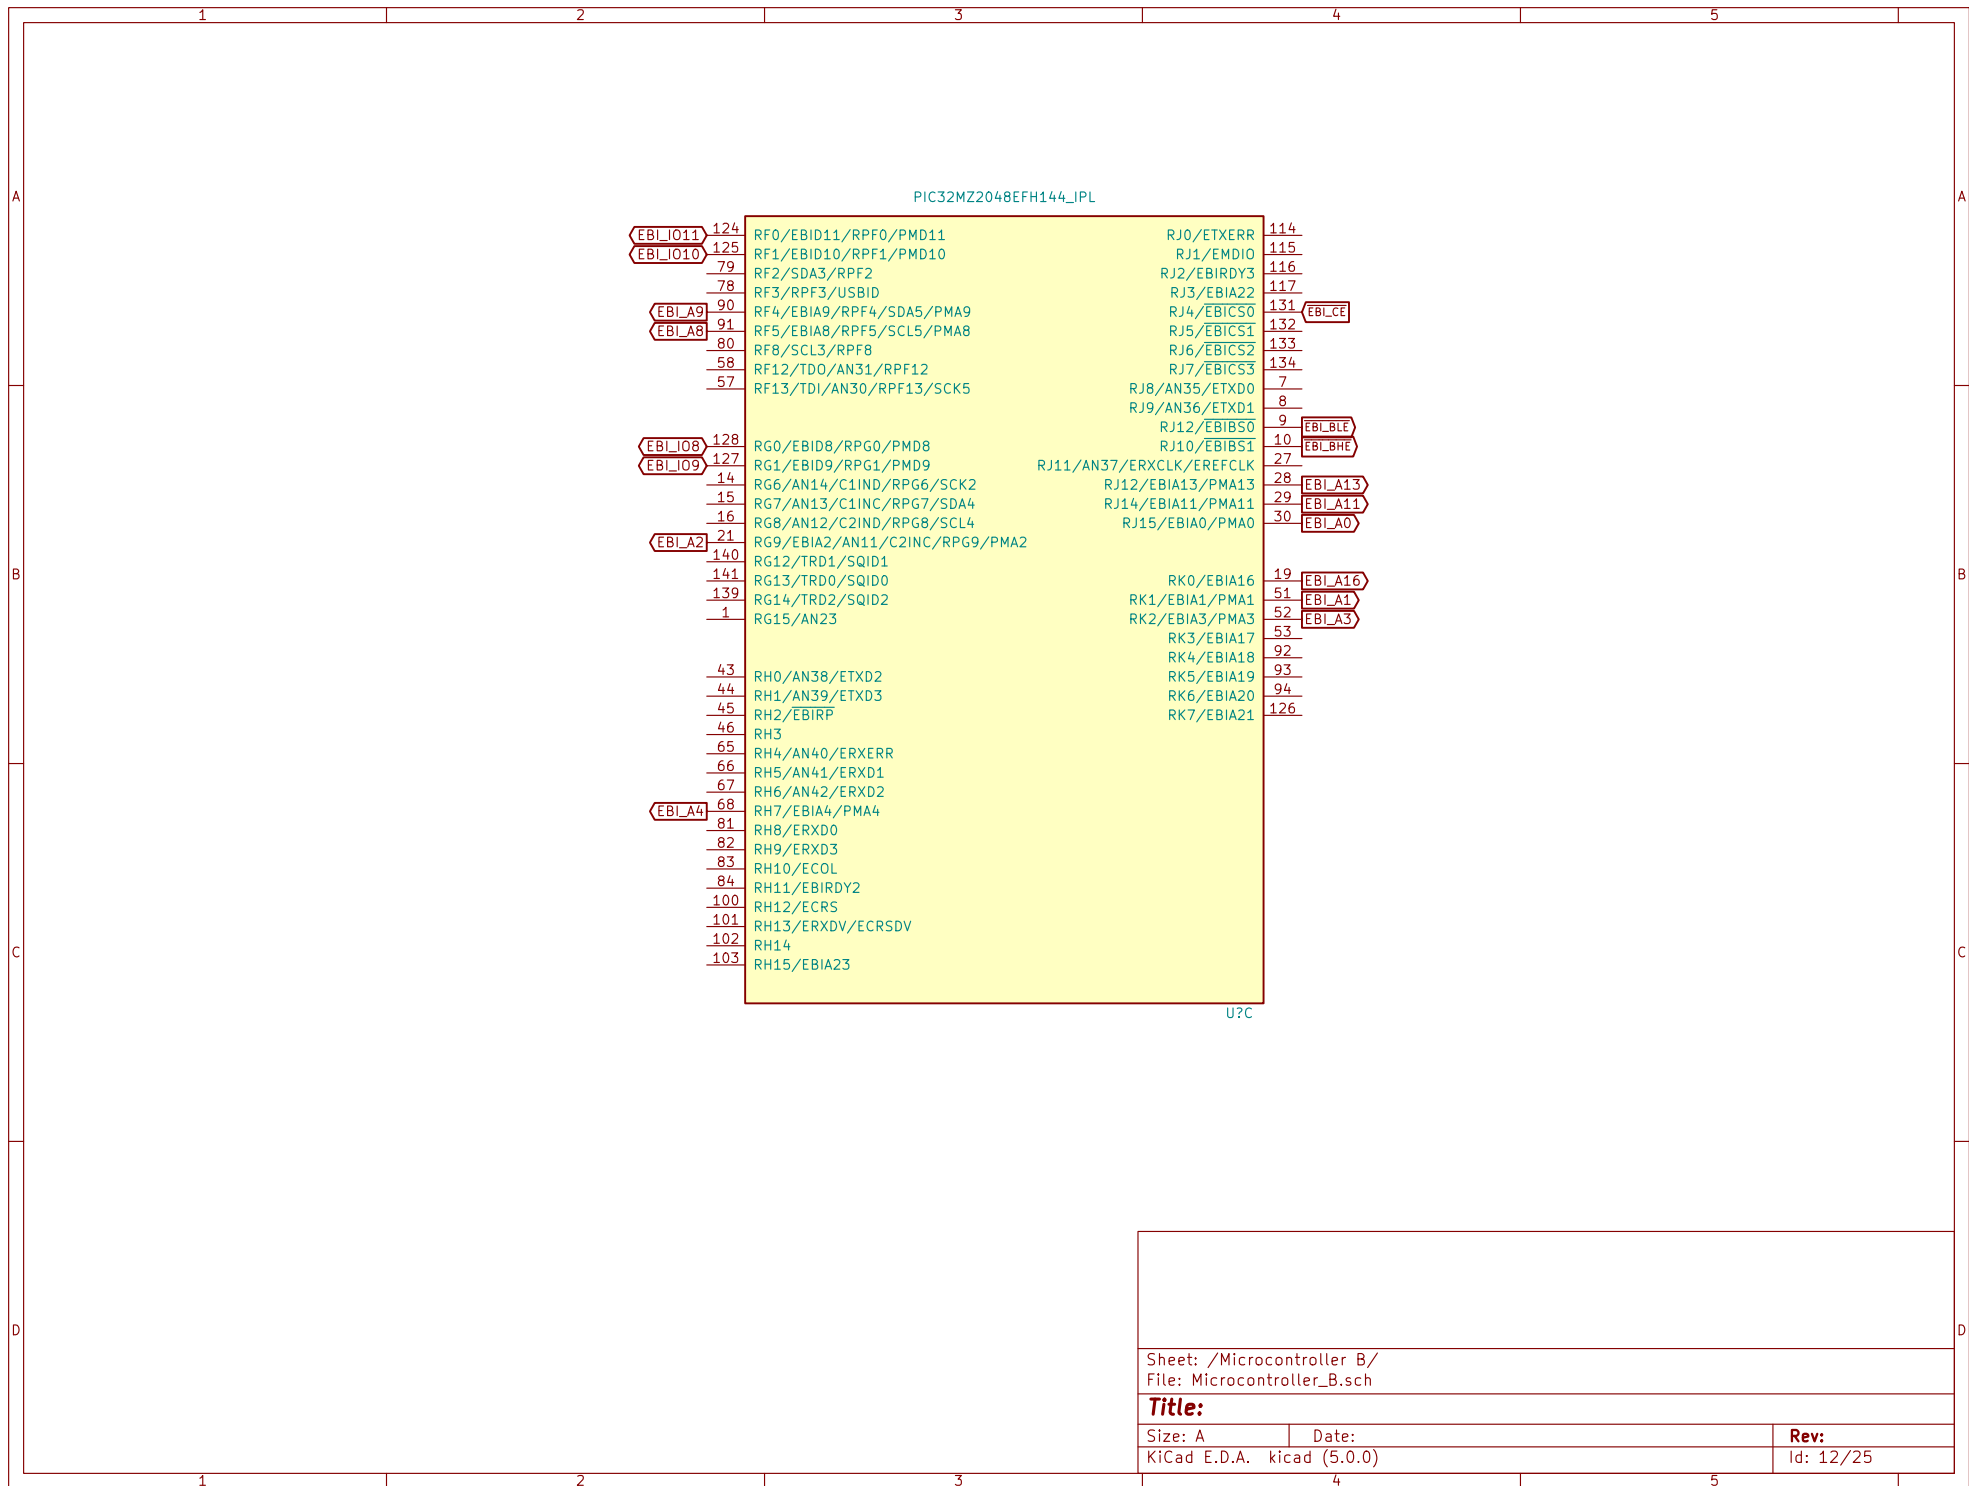 1 2 3 4 5
A A
PIC32MZ2048EFH144_IPL
EBI_IO11 124 RF0/EBID11/RPF0/PMD11 RJ0/ETXERR 114
EBI_IO10 125 RF1/EBID10/RPF1/PMD10 RJ1/EMDIO 115
79 RF2/SDA3/RPF2 RJ2/EBIRDY3 116
78 RF3/RPF3/USBID RJ3/EBIA22 117
EBI_A9 90 RF4/EBIA9/RPF4/SDA5/PMA9 RJ4/EBICS0 131 EBI_CE
EBI_A8 91 RF5/EBIA8/RPF5/SCL5/PMA8 RJ5/EBICS1 132
80 RF8/SCL3/RPF8 RJ6/EBICS2 133
58 RF12/TDO/AN31/RPF12 RJ7/EBICS3 134
57 RF13/TDI/AN30/RPF13/SCK5 RJ8/AN35/ETXD0 7
RJ9/AN36/ETXD1 8
RJ12/EBIBS0 9 EBI_BLE
EBI_IO8 128 RG0/EBID8/RPG0/PMD8 RJ10/EBIBS1 10 EBI_BHE
EBI_IO9 127 RG1/EBID9/RPG1/PMD9 RJ11/AN37/ERXCLK/EREFCLK 27
14 RG6/AN14/C1IND/RPG6/SCK2 RJ12/EBIA13/PMA13 28 EBI_A13
15 RG7/AN13/C1INC/RPG7/SDA4 RJ14/EBIA11/PMA11 29 EBI_A11
16 RG8/AN12/C2IND/RPG8/SCL4 RJ15/EBIA0/PMA0 30 EBI_A0
EBI_A2 21 RG9/EBIA2/AN11/C2INC/RPG9/PMA2
140 RG12/TRD1/SQID1
B B
141 RG13/TRD0/SQID0 RK0/EBIA16 19 EBI_A16
139 RG14/TRD2/SQID2 RK1/EBIA1/PMA1 51 EBI_A1
1 RG15/AN23 RK2/EBIA3/PMA3 52 EBI_A3
RK3/EBIA17 53
RK4/EBIA18 92
43 RH0/AN38/ETXD2 RK5/EBIA19 93
44 RH1/AN39/ETXD3 RK6/EBIA20 94
45 RH2/EBIRP RK7/EBIA21 126
46 RH3
65 RH4/AN40/ERXERR
66 RH5/AN41/ERXD1
67 RH6/AN42/ERXD2
EBI_A4 68 RH7/EBIA4/PMA4
81 RH8/ERXD0
82 RH9/ERXD3
83 RH10/ECOL
84 RH11/EBIRDY2
100 RH12/ECRS
101 RH13/ERXDV/ECRSDV
102 RH14
C C
103 RH15/EBIA23
U?C
D D
Sheet: /Microcontroller B/
File: Microcontroller_B.sch
Title:
Size: A Date: Rev:
KiCad E.D.A. kicad (5.0.0) Id: 12/25
1 2 3 4 5